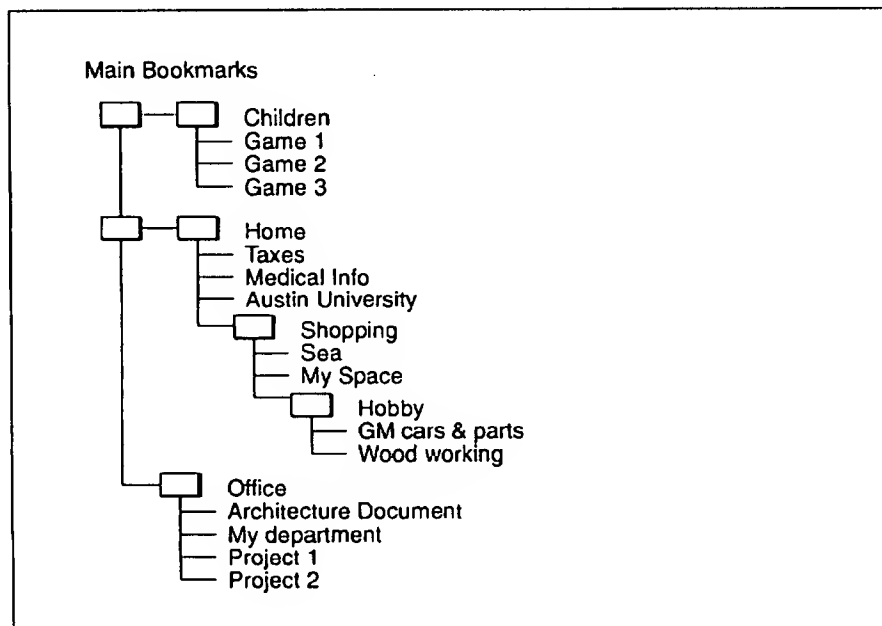 Main Bookmarks
Children
Game 1
Game 2
Game 3
Home
Taxes
Medical Info
Austin University
Shopping
Sea
My Space
Hobby
GM cars & parts
Wood working
Office
Architecture Document
My department
Project 1
Project 2